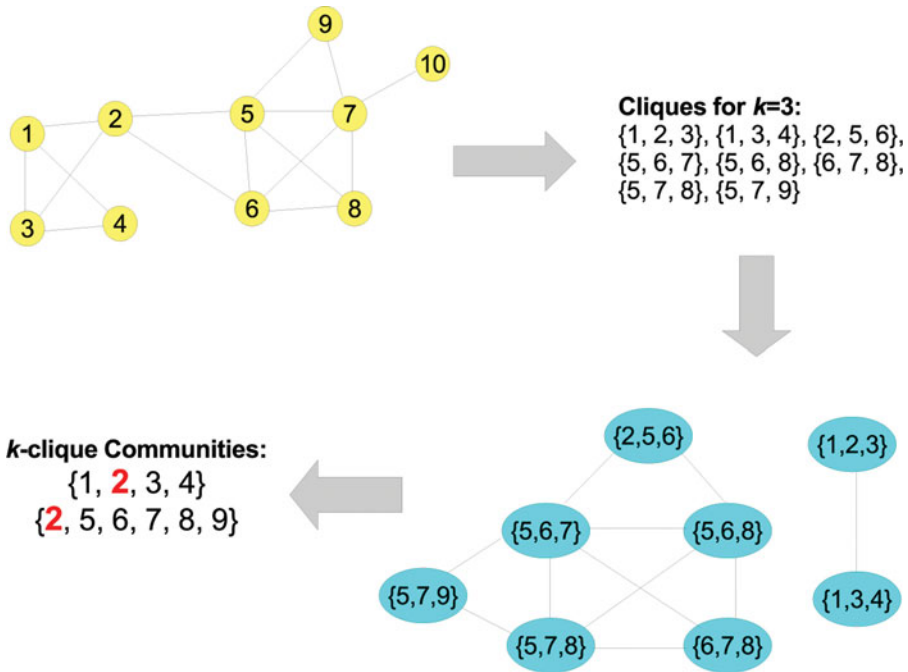 9
10
1
2
5
7
3
4
6
8
Cliques for k=3:
{1, 2, 3}, {1, 3, 4}, {2, 5, 6},
{5, 6, 7}, {5, 6, 8}, {6, 7, 8},
{5, 7, 8}, {5, 7, 9}
{2,5,6}
{1,2,3}
{5,6,7}
{5,6,8}
{5,7,9}
{1,3,4}
{5,7,8}
{6,7,8}
k-clique Communities:
{1, 2, 3, 4}
{2, 5, 6, 7, 8, 9}